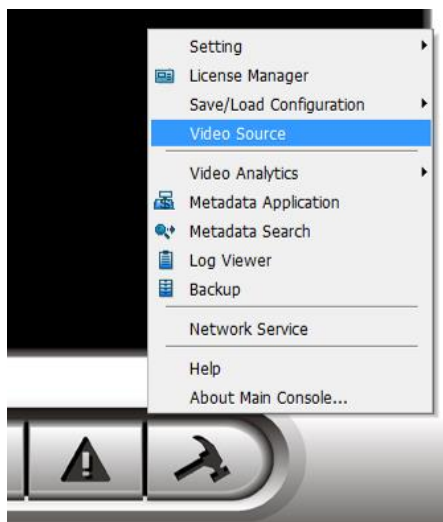 Setting
License Manager
Save/Load Configuration
Video Source
Video Analytics
Metadata Application
Metadata Search
Log Viewer
Backup
Network Service
Help
About Main Console...